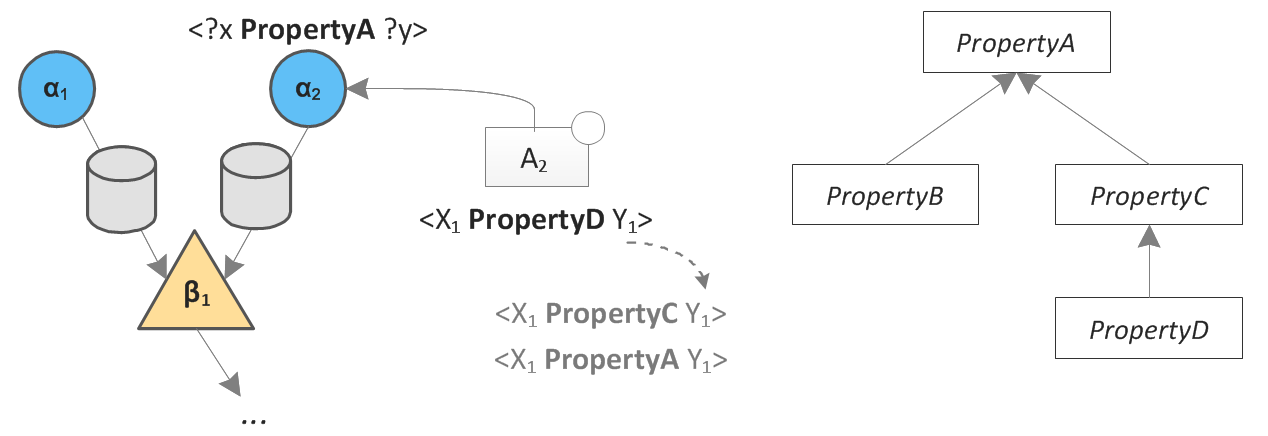 <?x PropertyA ?y>
α₁
α₂
A₂
<X₁ PropertyD Y₁>
β₁
<X₁ PropertyC Y₁>
<X₁ PropertyA Y₁>
...
PropertyA
PropertyB
PropertyC
PropertyD